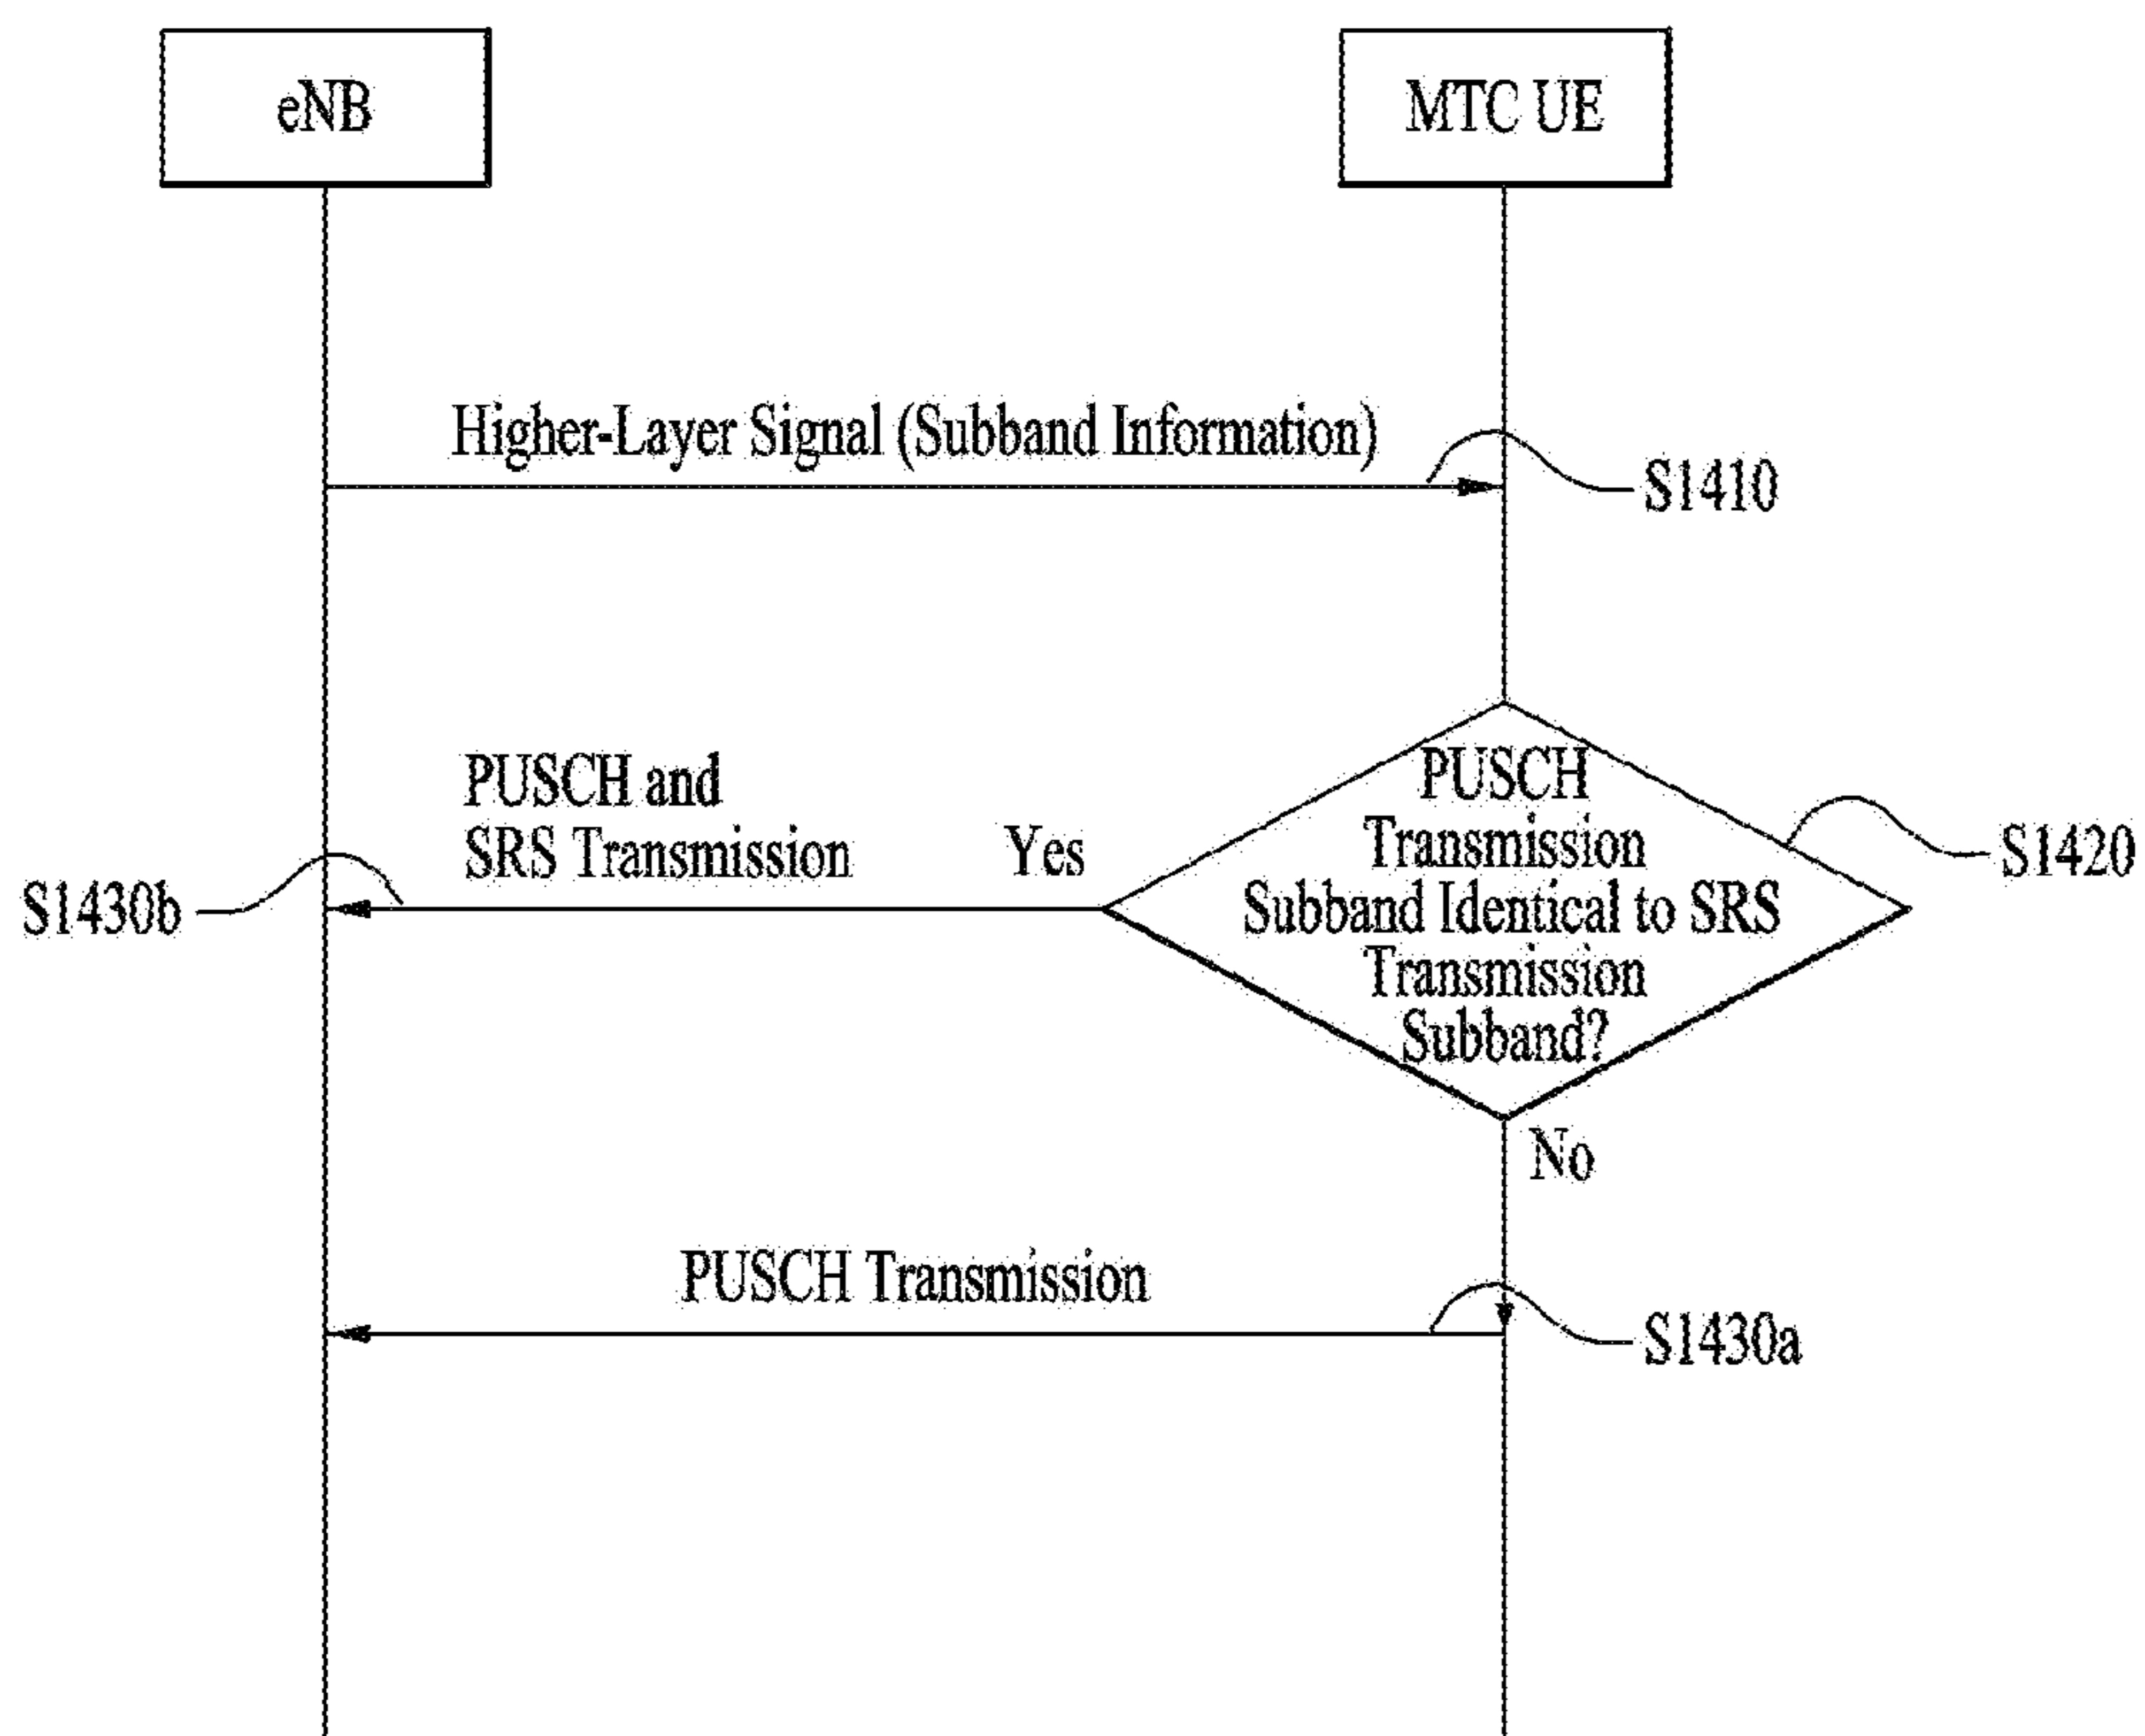 eNB
MTC UE
Higher-Layer Signal (Subband Information)
S1410
PUSCH and
SRS Transmission
Yes
PUSCH
Transmission
Subband Identical to SRS
Transmission
Subband?
S1420
S1430b
No
PUSCH Transmission
S1430a